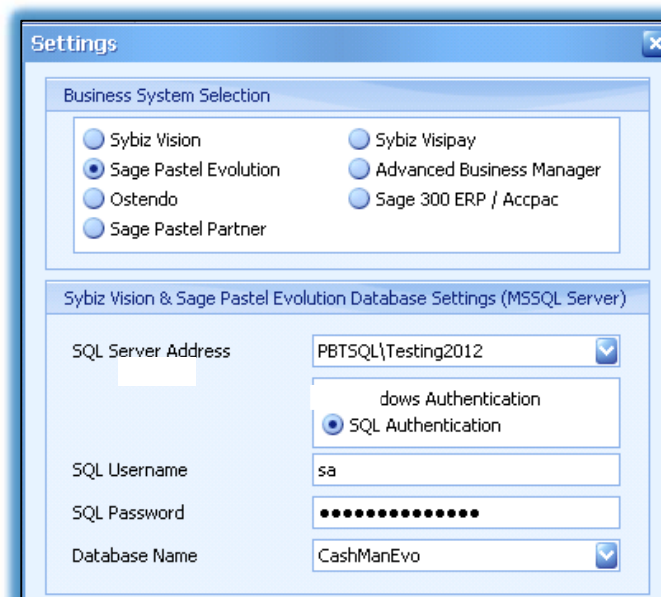 Settings
Business System Selection
Sybiz Vision
Sybiz Visipay
Sage Pastel Evolution
Advanced Business Manager
Ostendo
Sage 300 ERP / Accpac
Sage Pastel Partner
Sybiz Vision & Sage Pastel Evolution Database Settings (MSSQL Server)
SQL Server Address
PBTSQL\Testing2012
dows Authentication
SQL Authentication
SQL Username
sa
SQL Password
●●●●●●●●●●●●●●
Database Name
CashManEvo